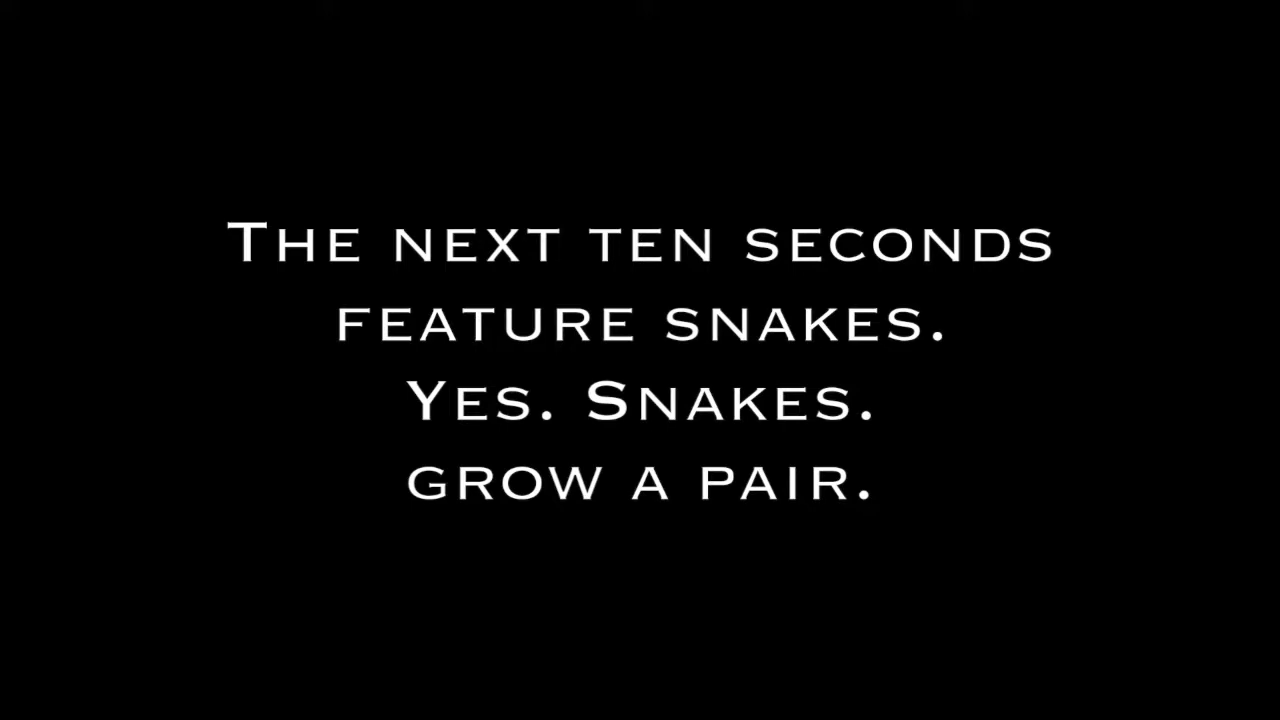 The next ten seconds
feature snakes.
Yes. Snakes.
grow a pair.